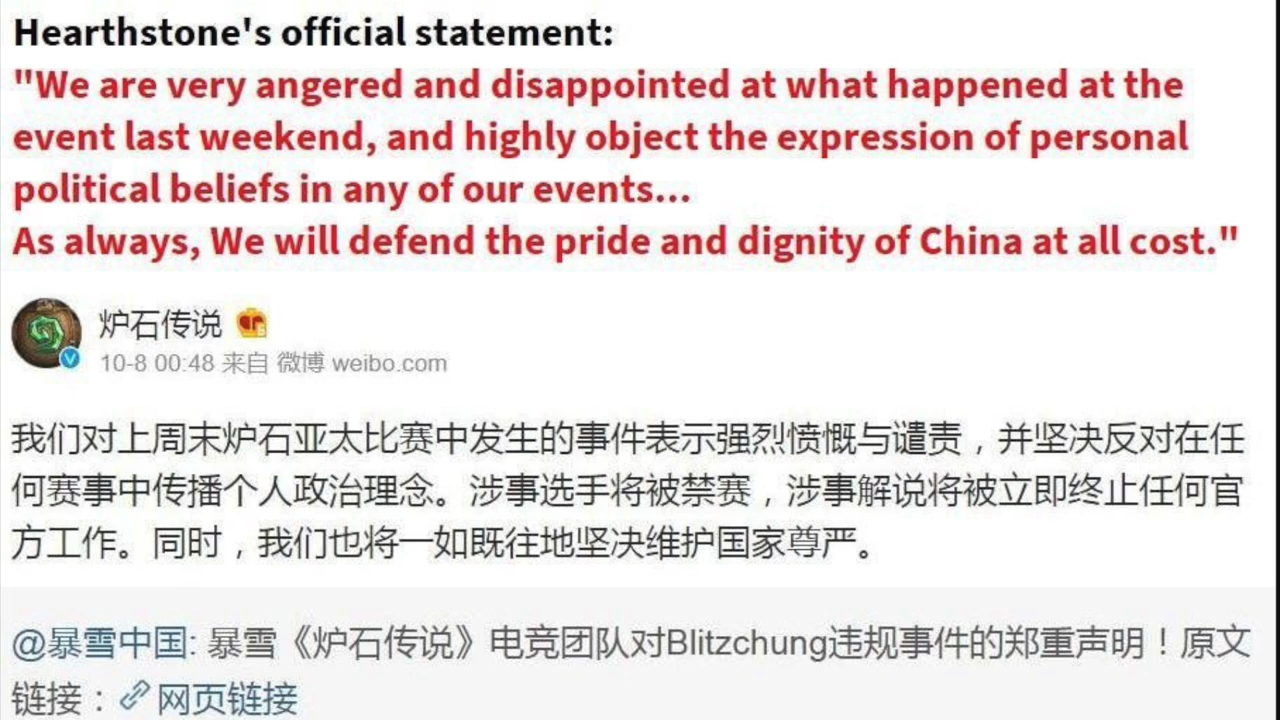 Hearthstone's official statement:
"We are very angered and disappointed at what happened at the
event last weekend, and highly object the expression of personal
political beliefs in any of our events...
As always, We will defend the pride and dignity of China at all cost."
炉石传说
10-8 00:48 来自 微博 weibo.com
我们对上周末炉石亚太比赛中发生的事件表示强烈愤慨与谴责，并坚决反对在任
何赛事中传播个人政治理念。涉事选手将被禁赛，涉事解说将被立即终止任何官
方工作。同时，我们也将一如既往地坚决维护国家尊严。
@暴雪中国: 暴雪《炉石传说》电竞团队对Blitzchung违规事件的郑重声明！原文
链接：网页链接